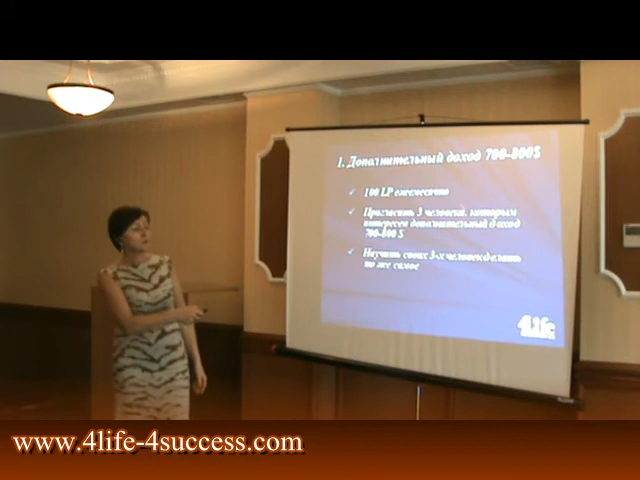 1. Дополнительный доход 700-800$
100 LP ежемесячно
Пригласить 3 человека, которым
интересен дополнительный доход
700-800 $
Научить своих 3-х человек делать
то же самое
4Life
www.4life-4success.com